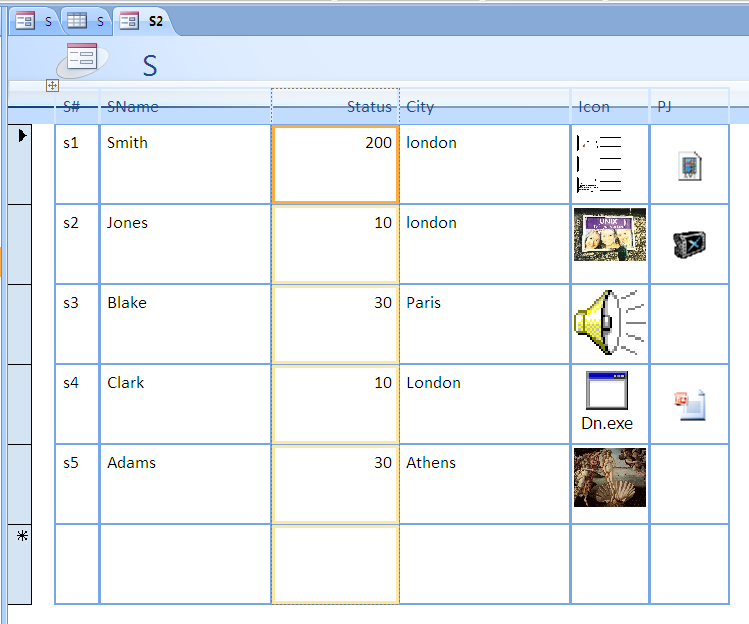 S S S2
S
S# SName Status City Icon PJ
s1 Smith 200 london
s2 Jones 10 london
UNIX
s3 Blake 30 Paris
s4 Clark 10 London
Dn.exe
s5 Adams 30 Athens